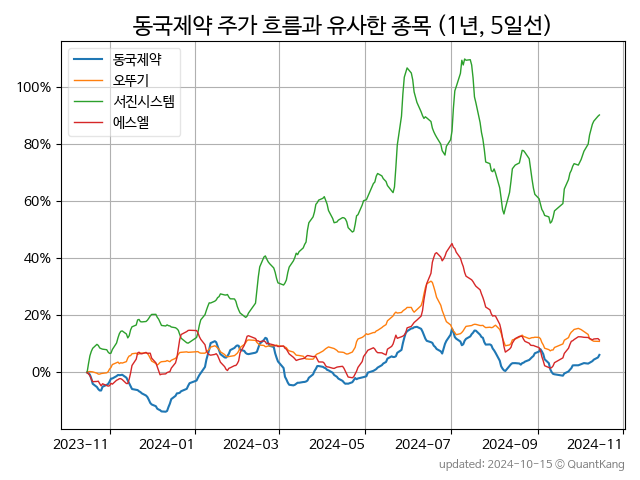 동국제약 주가 흐름과 유사한 종목 (1년, 5일선)
동국제약
오뚜기
서진시스템
에스엘
100%
80%
60%
40%
20%
0%
2023-11 2024-01 2024-03 2024-05 2024-07 2024-09 2024-11
updated: 2024-10-15 © QuantKang